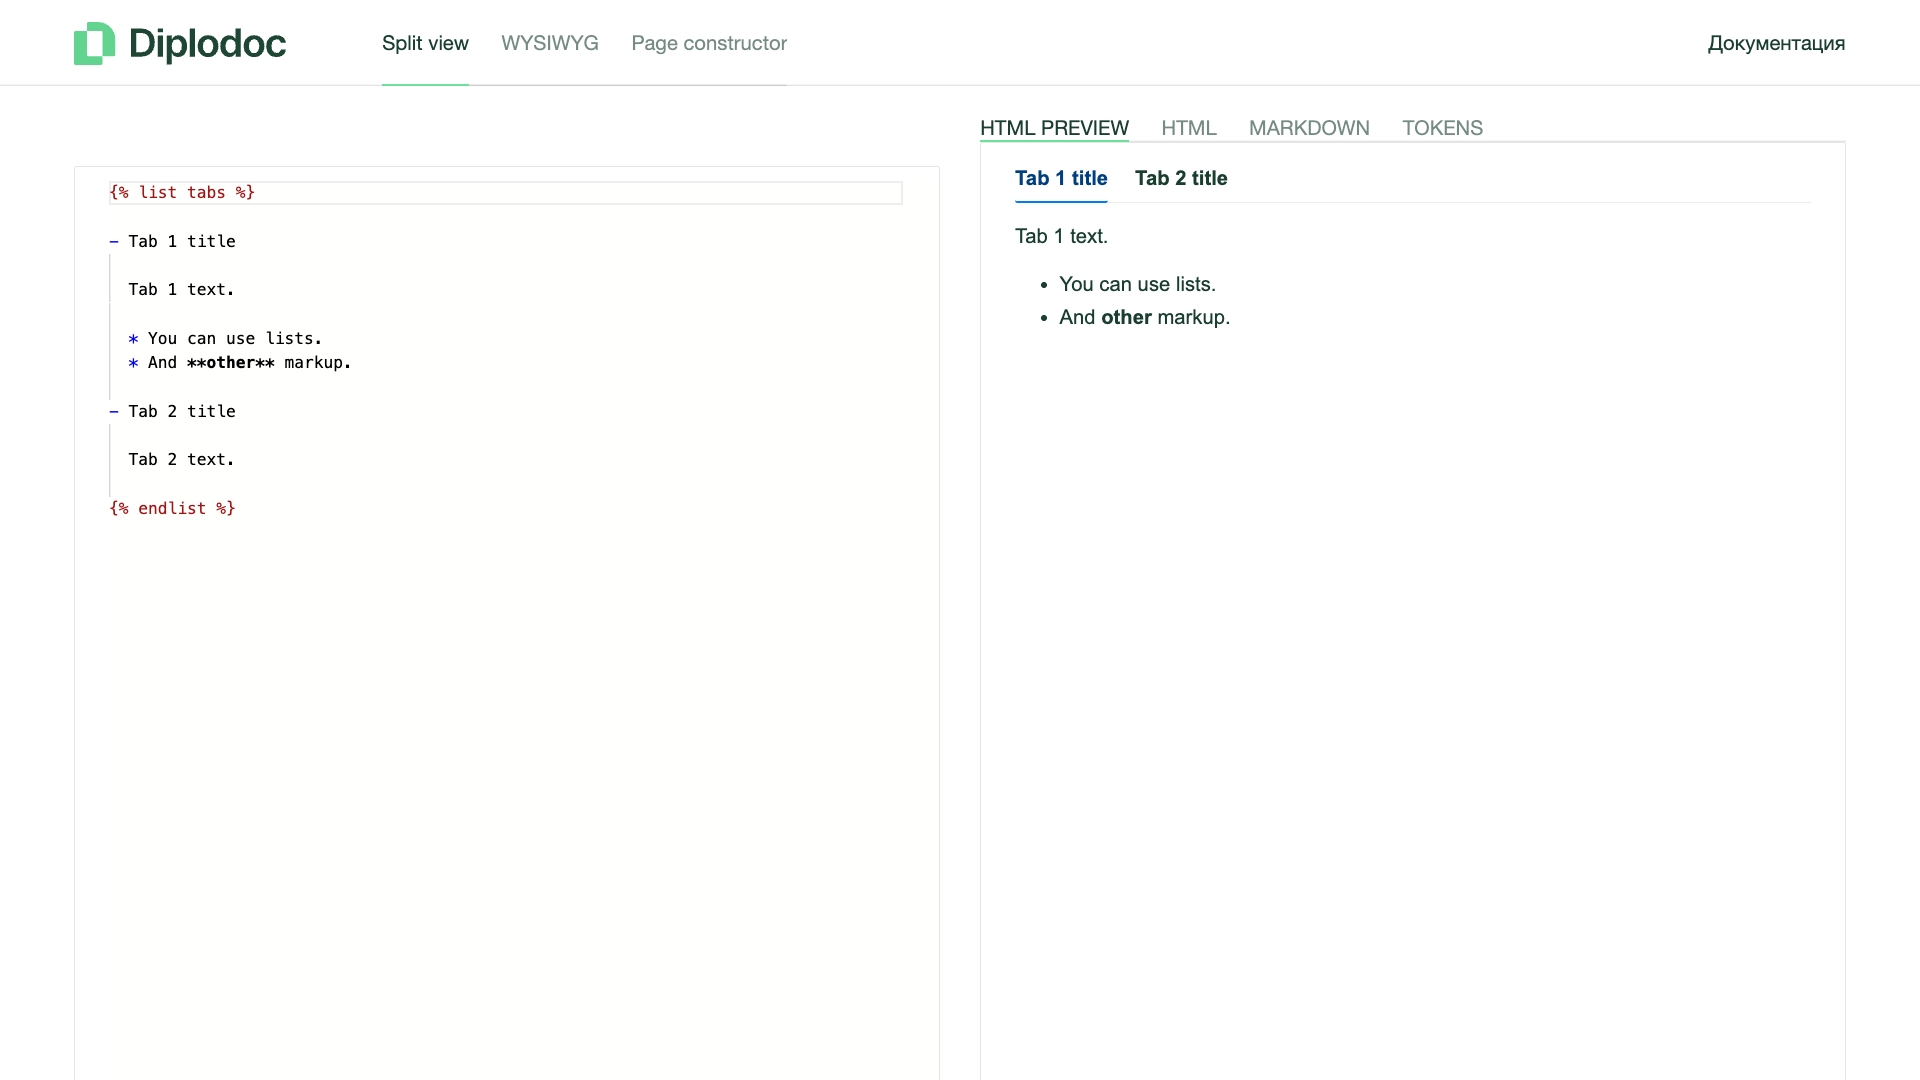 Diplodoc
Split view
WYSIWYG
Page constructor
Документация
{% list tabs %}
- Tab 1 title
Tab 1 text.
* You can use lists.
* And **other** markup.
- Tab 2 title
Tab 2 text.
{% endlist %}
HTML PREVIEW
HTML
MARKDOWN
TOKENS
Tab 1 title
Tab 2 title
Tab 1 text.
• You can use lists.
• And other markup.